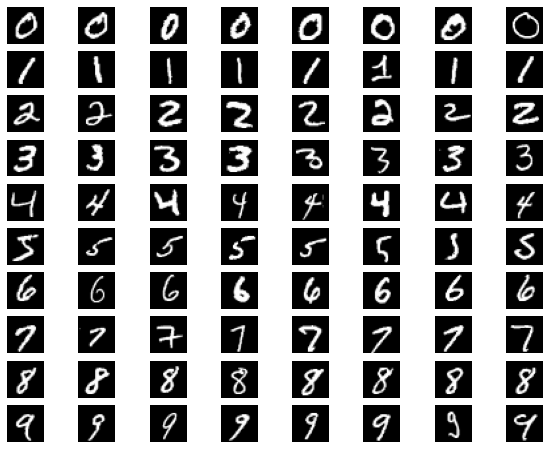 0 0 0 0 0 0 0 0
1 1 1 1 1 1 1 1
2 2 2 2 2 2 2 2
3 3 3 3 3 3 3 3
4 4 4 4 4 4 4 4
5 5 5 5 5 5 5 5
6 6 6 6 6 6 6 6
7 7 7 7 7 7 7 7
8 8 8 8 8 8 8 8
9 9 9 9 9 9 9 9